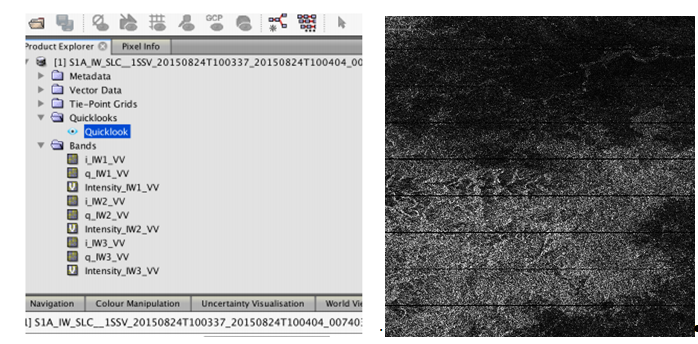 GCP
Product Explorer Pixel Info
[1] S1A_IW_SLC__1SSV_20150824T100337_20150824T100404_00
Metadata
Vector Data
Tie-Point Grids
Quicklooks
Quicklook
Bands
i_IW1_VV
q_IW1_VV
Intensity_IW1_VV
i_IW2_VV
q_IW2_VV
Intensity_IW2_VV
i_IW3_VV
q_IW3_VV
Intensity_IW3_VV
Navigation Colour Manipulation Uncertainty Visualisation World Vi
] S1A_IW_SLC__1SSV_20150824T100337_20150824T100404_00740